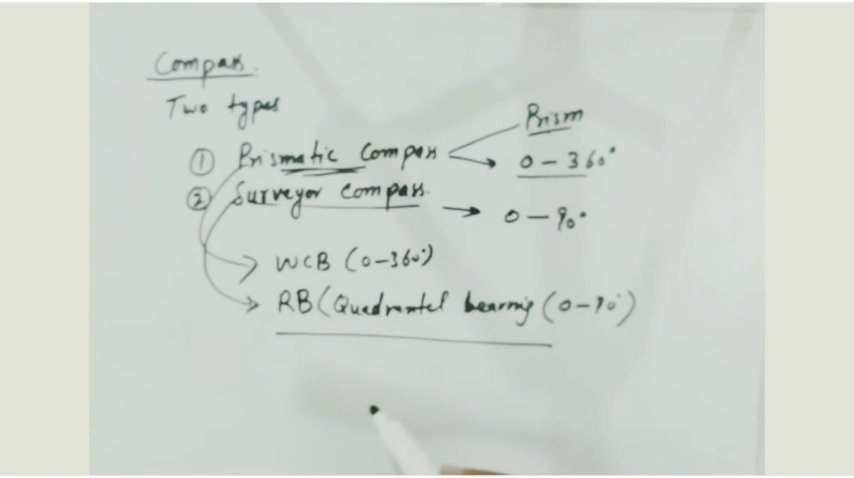 Compass.
Two types
Prism
① Prismatic Compass
0 - 360°
② Surveyor compass.
0 - 90°
WCB (0-360°)
RB (Quadrantel bearing (0-90°)